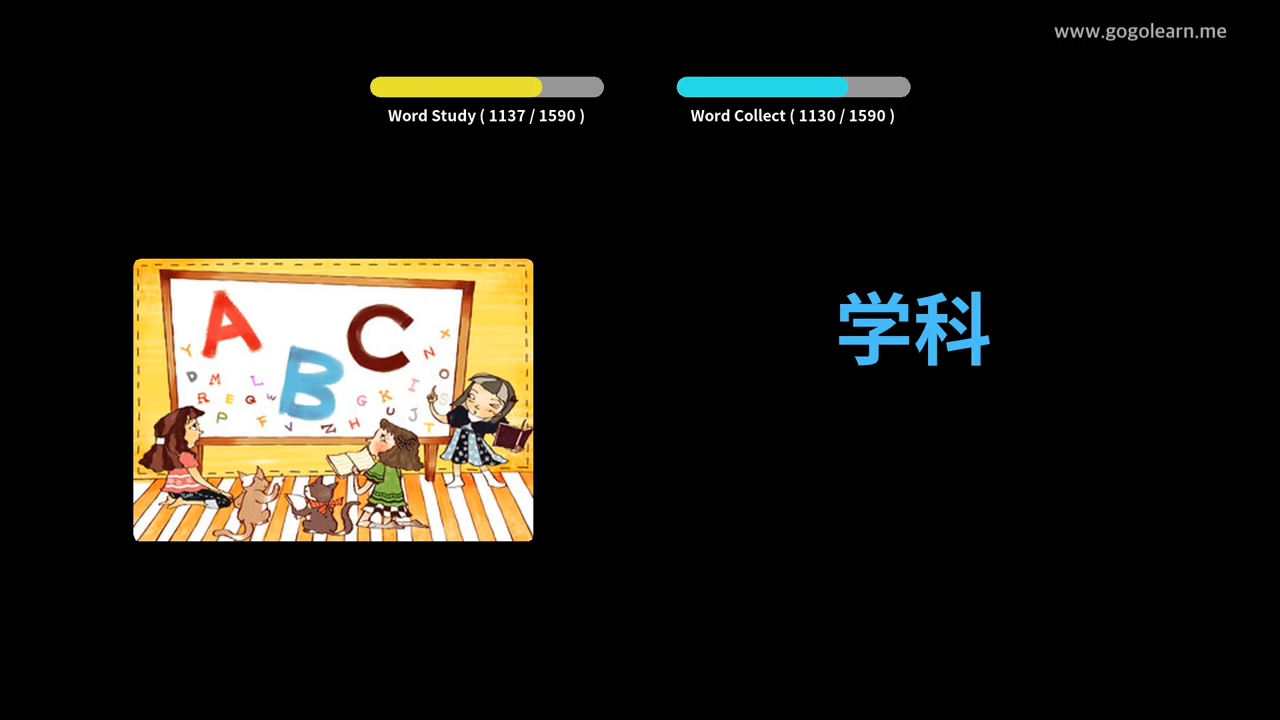 www.gogolearn.me
Word Study ( 1137 / 1590 )
Word Collect ( 1130 / 1590 )
学科
A
B
C
X
Y
N
D
M
L
O
I
R
E
Q
W
G
K
S
P
F
V
Z
H
U
J
T